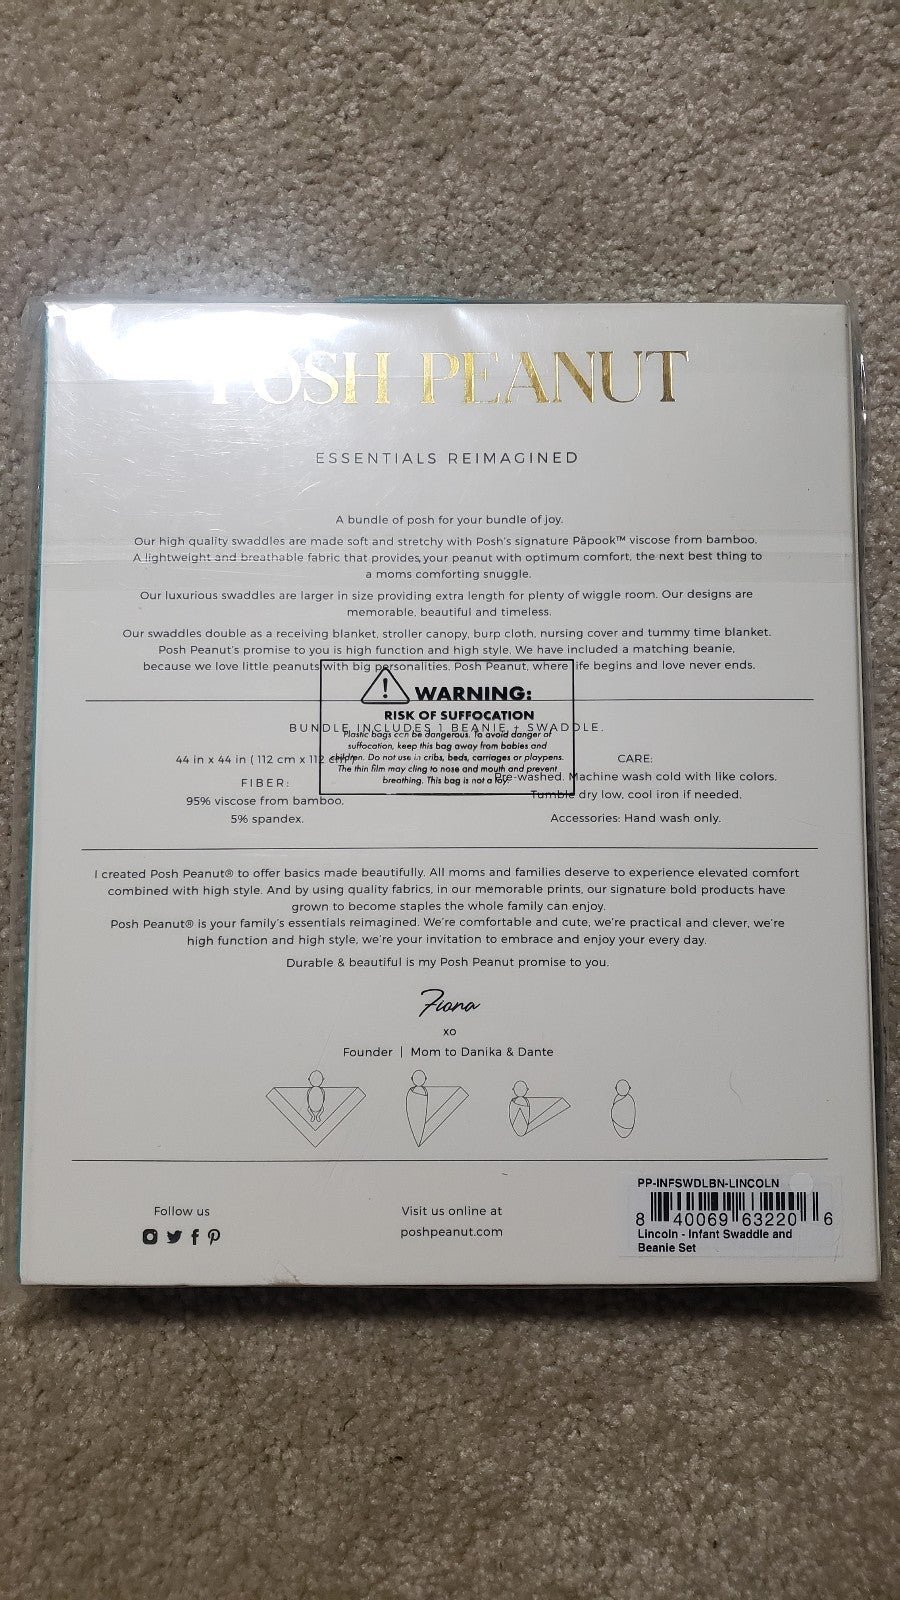 POSH PEANUT
ESSENTIALS REIMAGINED
A bundle of posh for your bundle of joy.
Our high quality swaddles are made soft and stretchy with Posh's signature Päpook™ viscose from bamboo.
A lightweight and breathable fabric that provides your peanut with optimum comfort, the next best thing to
a moms comforting snuggle.
Our luxurious swaddles are larger in size providing extra length for plenty of wiggle room. Our designs are
memorable, beautiful and timeless.
Our swaddles double as a receiving blanket, stroller canopy, burp cloth, nursing cover and tummy time blanket.
Posh Peanut's promise to you is high function and high style. We have included a matching beanie,
because we love little peanuts with big personalities. Posh Peanut, where life begins and love never ends.
WARNING:
RISK OF SUFFOCATION
Plastic bags can be dangerous. To avoid danger of
suffocation, keep this bag away from babies and
children. Do not use in cribs, beds, carriages or playpens.
The thin film may cling to nose and mouth and prevent
breathing. This bag is not a toy.
BUNDLE INCLUDES 1 BEANIE + SWADDLE.
44 in x 44 in ( 112 cm x 112 cm)
FIBER:
95% viscose from bamboo,
5% spandex.
CARE:
Pre-washed. Machine wash cold with like colors.
Tumble dry low, cool iron if needed.
Accessories: Hand wash only.
I created Posh Peanut® to offer basics made beautifully. All moms and families deserve to experience elevated comfort
combined with high style. And by using quality fabrics, in our memorable prints, our signature bold products have
grown to become staples the whole family can enjoy.
Posh Peanut® is your family's essentials reimagined. We're comfortable and cute, we're practical and clever, we're
high function and high style, we're your invitation to embrace and enjoy your every day.
Durable & beautiful is my Posh Peanut promise to you.
Fiona
xo
Founder | Mom to Danika & Dante
Follow us
Visit us online at
poshpeanut.com
PP-INFSWDLBN-LINCOLN
8 40069 63220 6
Lincoln - Infant Swaddle and
Beanie Set